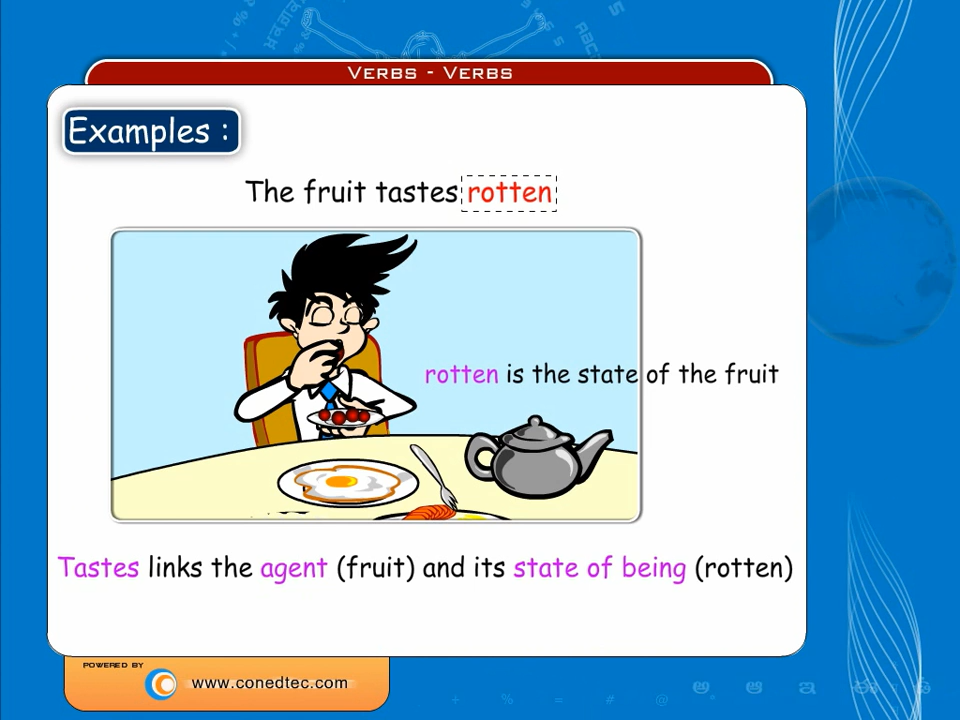 Verbs - Verbs
Examples :
The fruit tastes rotten
rotten is the state of the fruit
Tastes links the agent (fruit) and its state of being (rotten)
POWERED BY
www.conedtec.com